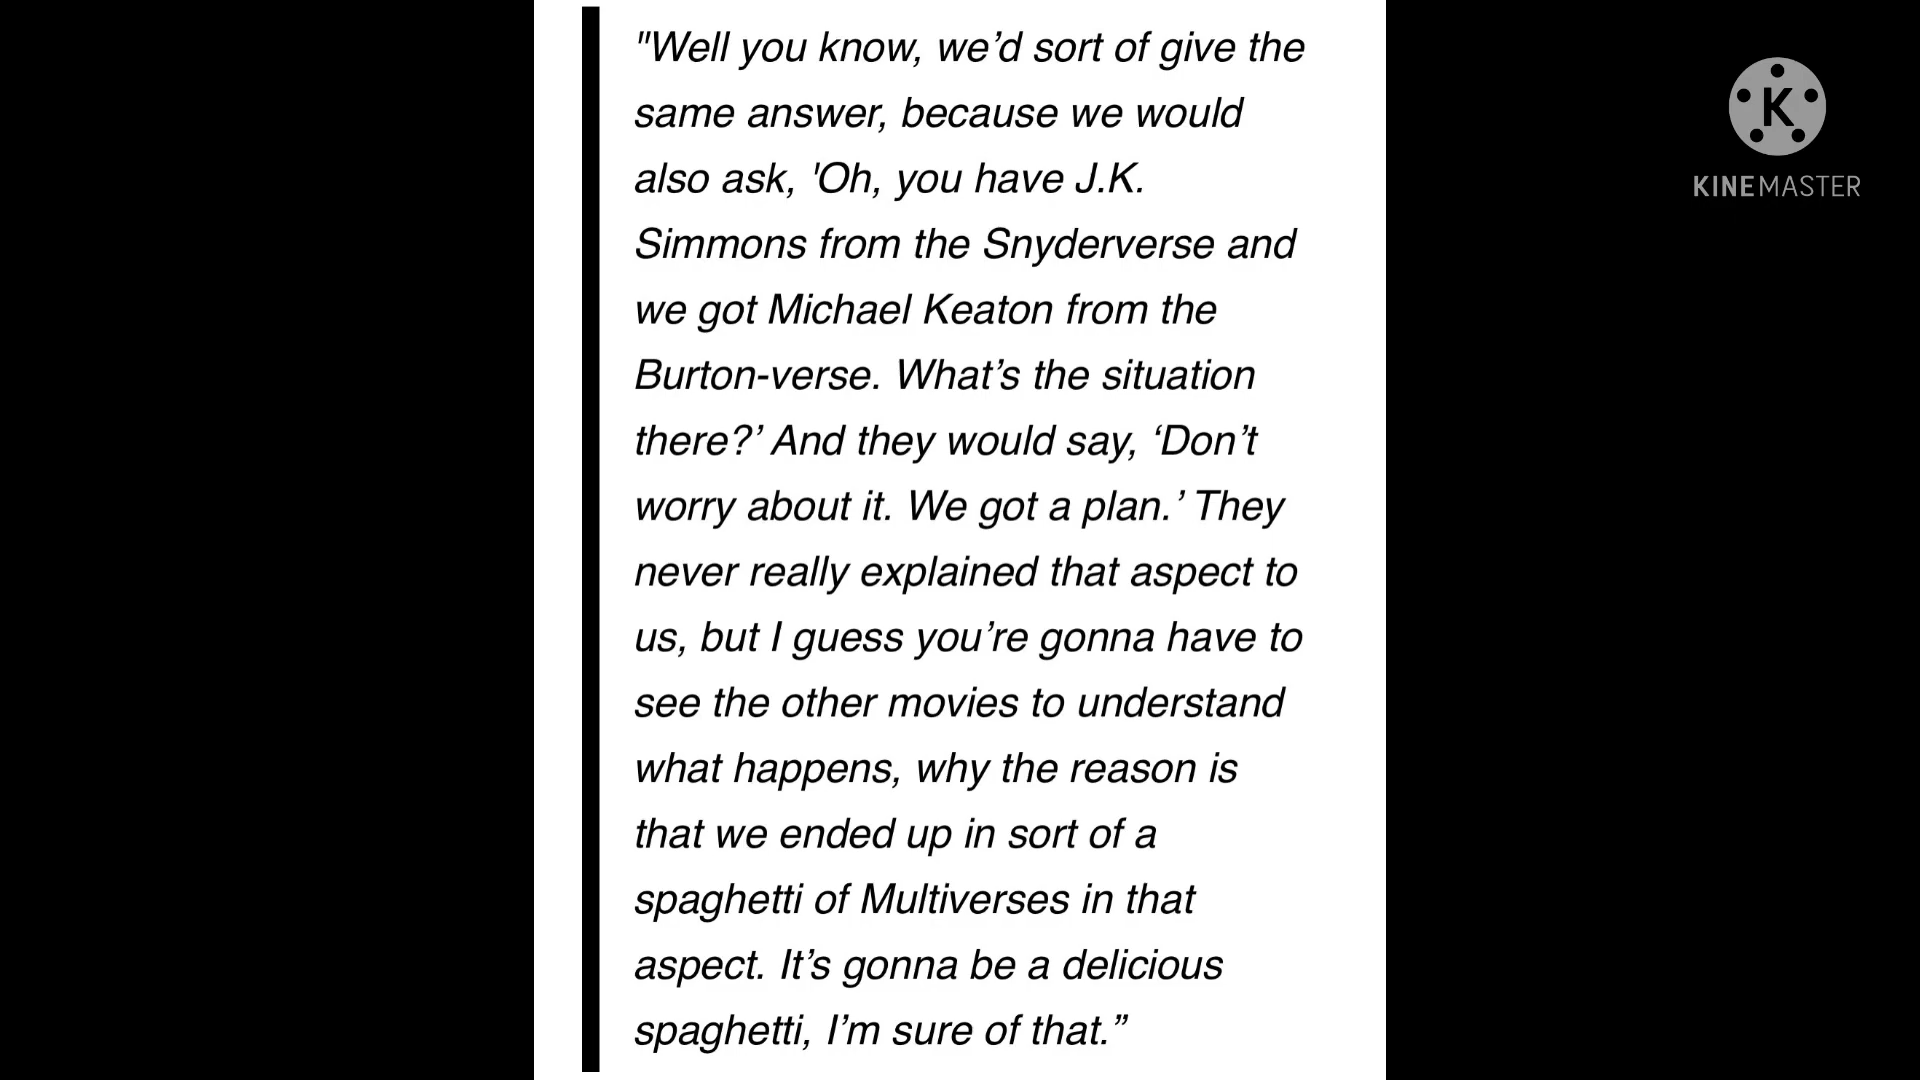 "Well you know, we’d sort of give the
same answer, because we would
also ask, 'Oh, you have J.K.
Simmons from the Snyderverse and
we got Michael Keaton from the
Burton-verse. What’s the situation
there?’ And they would say, ‘Don’t
worry about it. We got a plan.’ They
never really explained that aspect to
us, but I guess you’re gonna have to
see the other movies to understand
what happens, why the reason is
that we ended up in sort of a
spaghetti of Multiverses in that
aspect. It’s gonna be a delicious
spaghetti, I’m sure of that.”
K
KINEMASTER